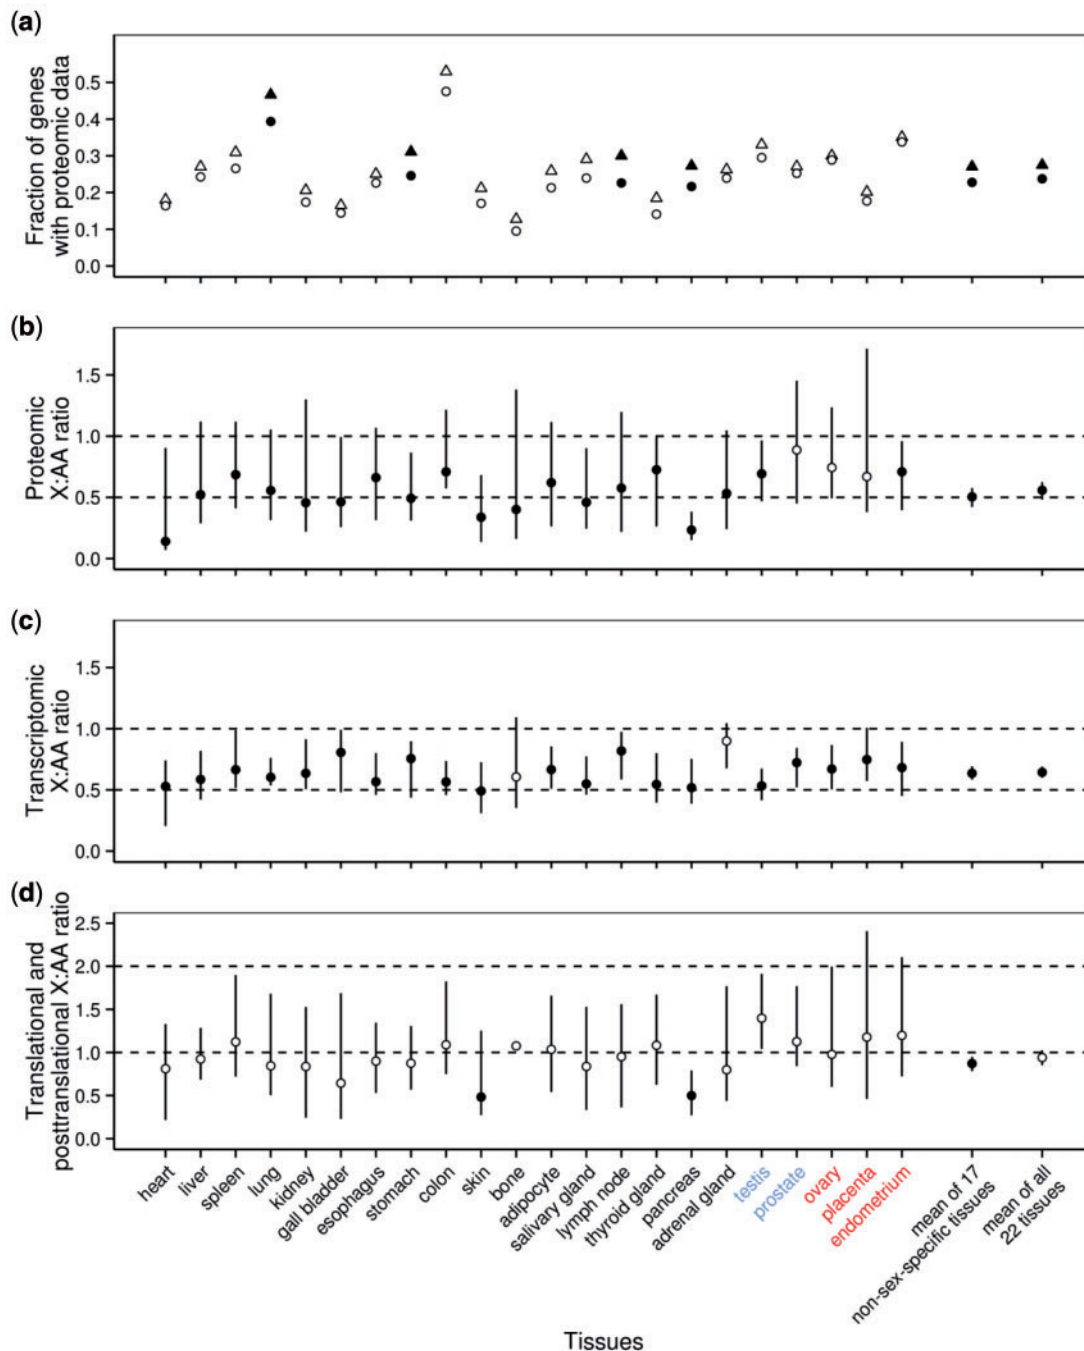 (a)
Fraction of genes
with proteomic data
0.5
0.4
0.3
0.2
0.1
0.0
(b)
Proteomic
X:AA ratio
1.5
1.0
0.5
0.0
(c)
Transcriptomic
X:AA ratio
1.5
1.0
0.5
0.0
(d)
Translational and
posttranslational X:AA ratio
2.5
2.0
1.5
1.0
0.5
0.0
heart
liver
spleen
lung
kidney
gall bladder
esophagus
stomach
colon
skin
bone
adipocyte
salivary gland
lymph node
thyroid gland
pancreas
adrenal gland
testis
prostate
ovary
placenta
endometrium
mean of 17
non-sex-specific tissues
mean of all
22 tissues
Tissues